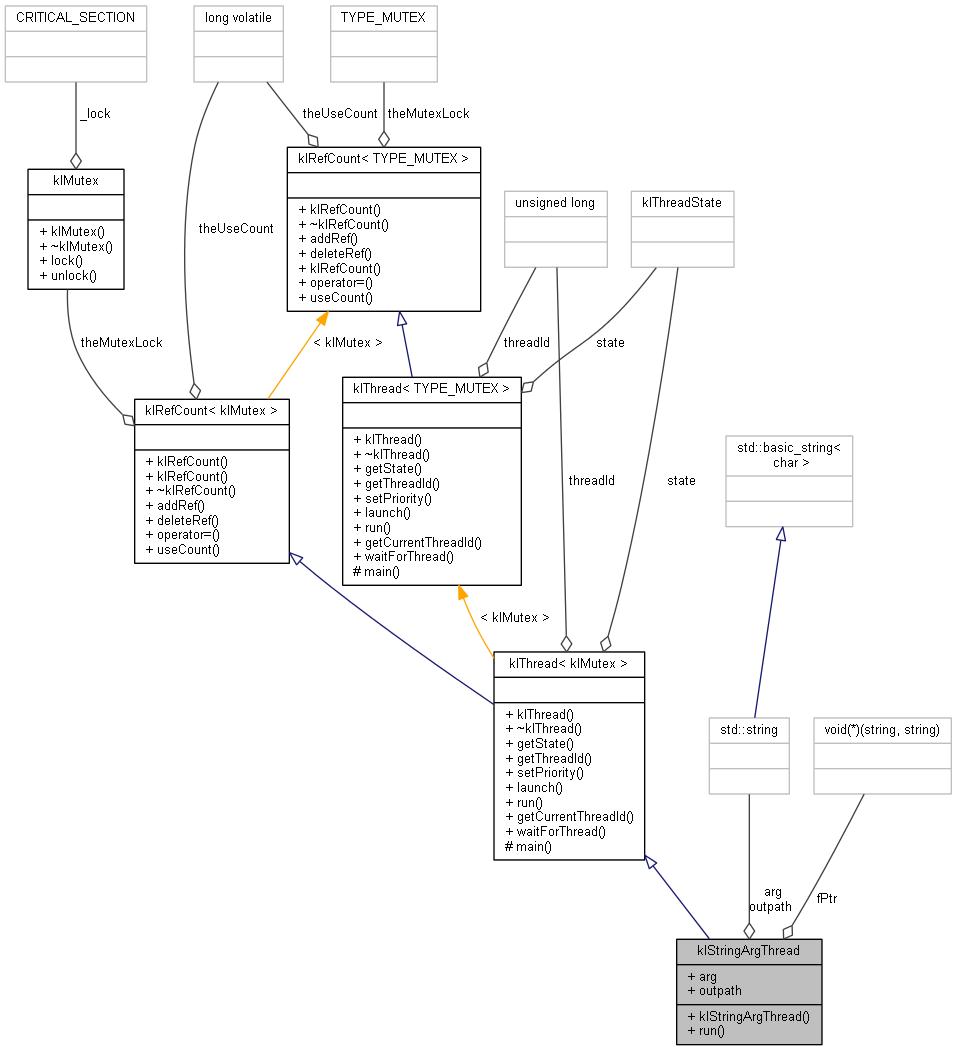 CRITICAL_SECTION
long volatile
TYPE_MUTEX
_lock
theUseCount
theMutexLock
klRefCount< TYPE_MUTEX >
+ klRefCount()
+ ~klRefCount()
+ addRef()
+ deleteRef()
+ klRefCount()
+ operator=()
+ useCount()
klMutex
+ klMutex()
+ ~klMutex()
+ lock()
+ unlock()
theUseCount
unsigned long
klThreadState
theMutexLock
< klMutex >
threadId
state
klThread< TYPE_MUTEX >
+ klThread()
+ ~klThread()
+ getState()
+ getThreadId()
+ setPriority()
+ launch()
+ run()
+ getCurrentThreadId()
+ waitForThread()
# main()
klRefCount< klMutex >
+ klRefCount()
+ klRefCount()
+ ~klRefCount()
+ addRef()
+ deleteRef()
+ operator=()
+ useCount()
threadId
state
std::basic_string<
char >
< klMutex >
klThread< klMutex >
+ klThread()
+ ~klThread()
+ getState()
+ getThreadId()
+ setPriority()
+ launch()
+ run()
+ getCurrentThreadId()
+ waitForThread()
# main()
std::string
void(*)(string, string)
arg
outpath
fPtr
klStringArgThread
+ arg
+ outpath
+ klStringArgThread()
+ run()